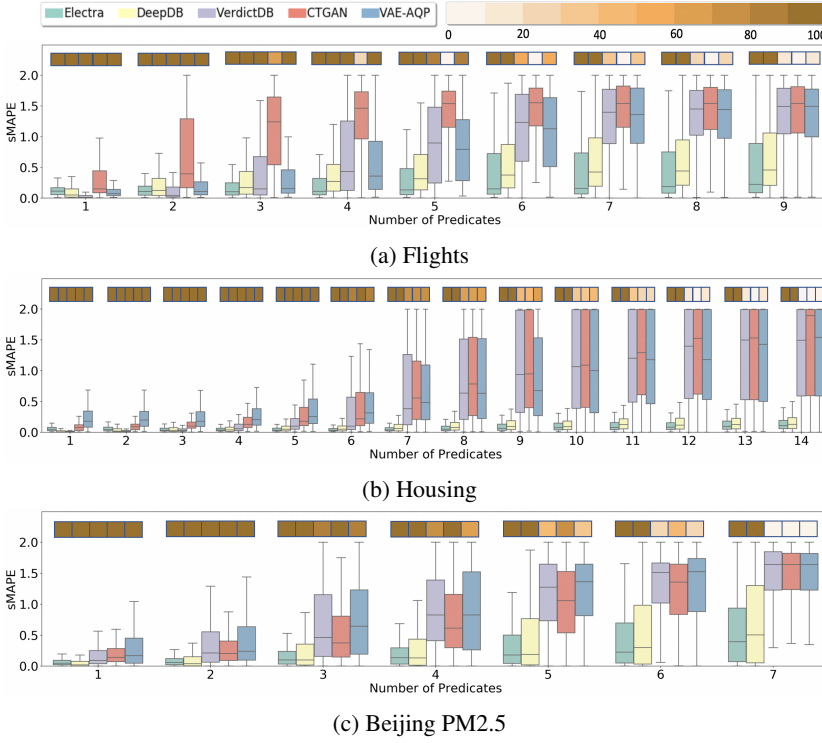 Electra DeepDB VerdictDB CTGAN VAE-AQP
0 20 40 60 80 100
2.0
1.5
1.0
0.5
0.0
sMAPE
1 2 3 4 5 6 7 8 9
Number of Predicates
(a) Flights
2.0
1.5
1.0
0.5
0.0
sMAPE
1 2 3 4 5 6 7 8 9 10 11 12 13 14
Number of Predicates
(b) Housing
2.0
1.5
1.0
0.5
0.0
sMAPE
1 2 3 4 5 6 7
Number of Predicates
(c) Beijing PM2.5